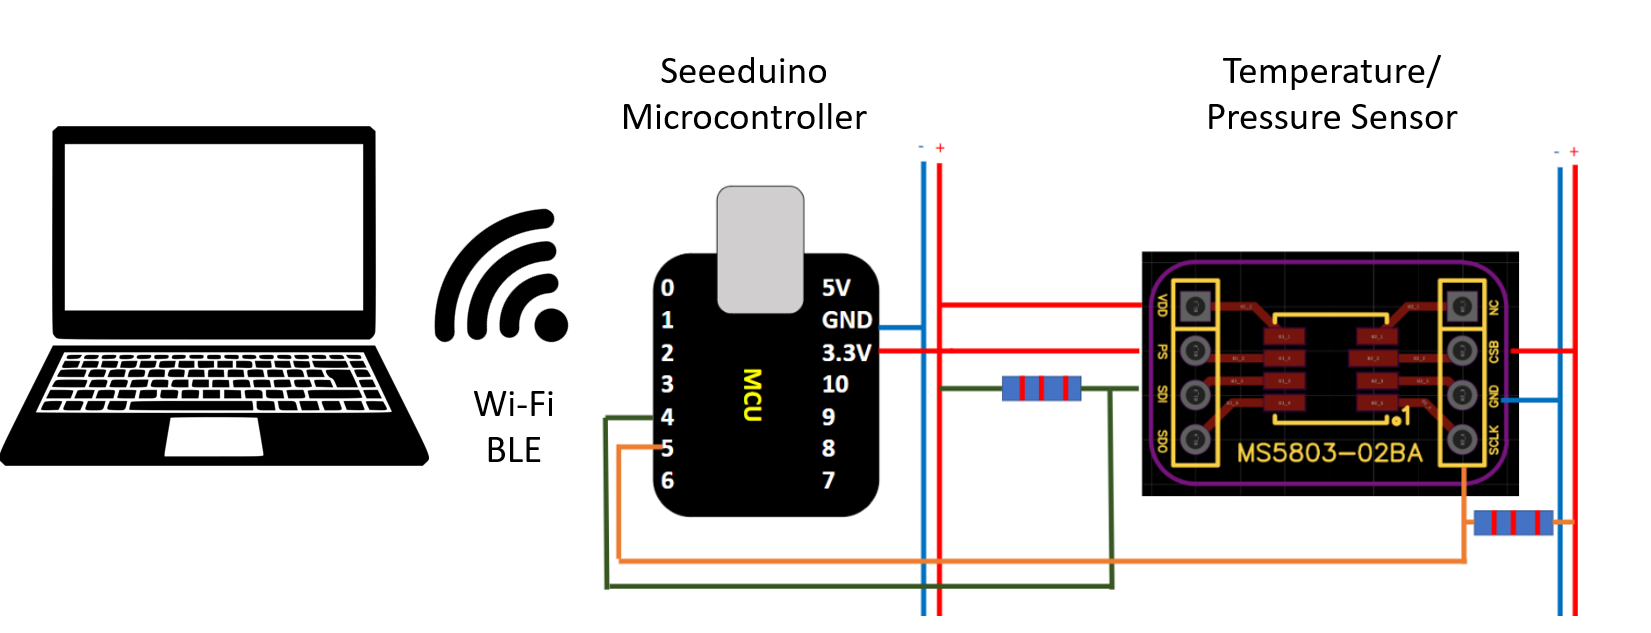 Seeeduino
Microcontroller
Temperature/
Pressure Sensor
- +
- +
Wi-Fi
BLE
0
1
2
3
4
5
6
MCU
5V
GND
3.3V
10
9
8
7
VDD
PS
SDI
SDO
NC
CSB
GND
SCLK
1
MS5803-02BA